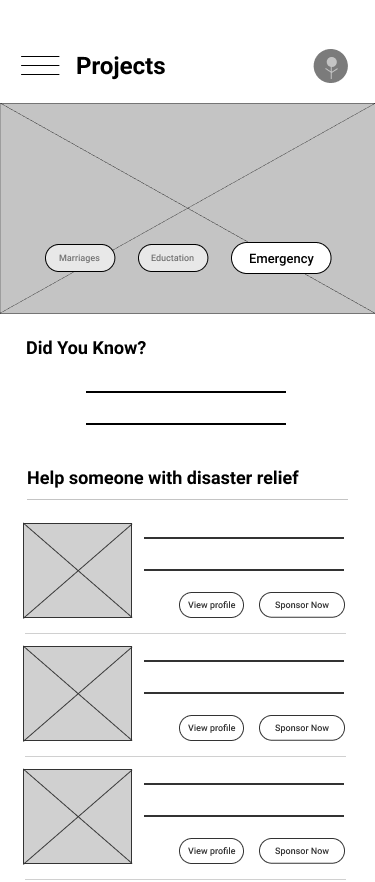 Projects
Marriages
Eductation
Emergency
Did You Know?
Help someone with disaster relief
View profile
Sponsor Now
View profile
Sponsor Now
View profile
Sponsor Now